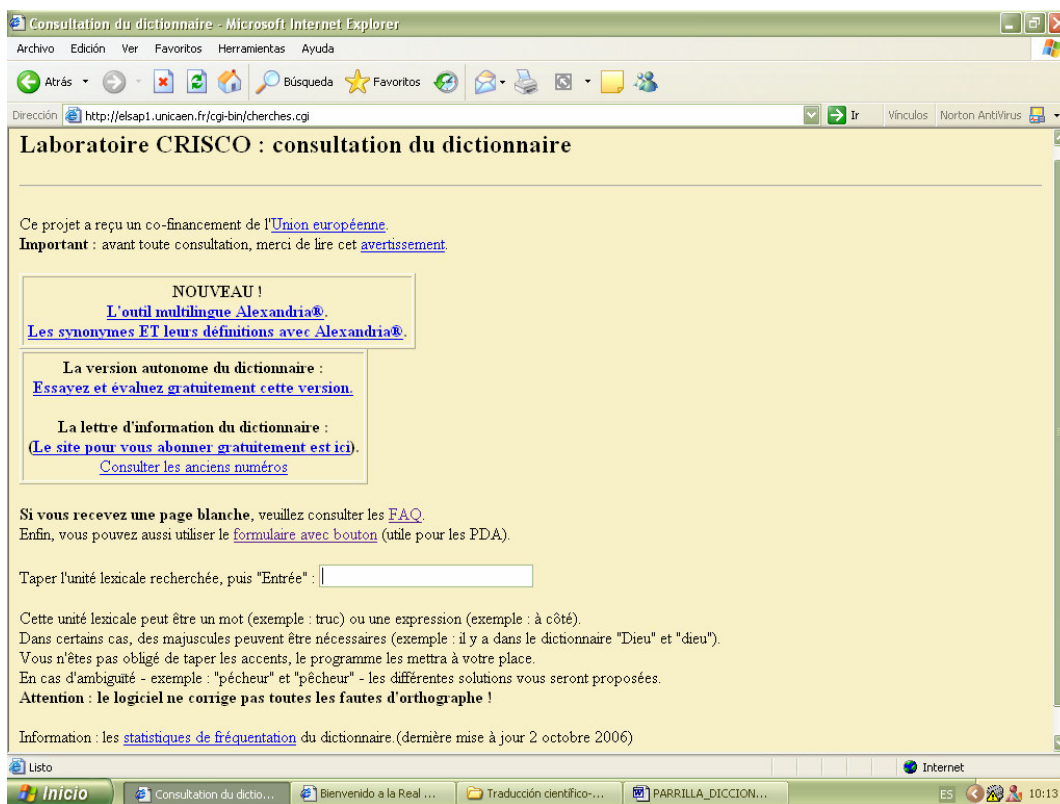 Consultation du dictionnaire - Microsoft Internet Explorer
Archivo Edición Ver Favoritos Herramientas Ayuda
Atrás Búsqueda Favoritos
Dirección http://elsap1.unicaen.fr/cgi-bin/cherches.cgi Ir Vínculos Norton AntiVirus
Laboratoire CRISCO : consultation du dictionnaire
Ce projet a reçu un co-financement de l'Union européenne.
Important : avant toute consultation, merci de lire cet avertissement.
NOUVEAU !
L'outil multilingue Alexandria®.
Les synonymes ET leurs définitions avec Alexandria®.
La version autonome du dictionnaire :
Essayez et évaluez gratuitement cette version.
La lettre d'information du dictionnaire :
(Le site pour vous abonner gratuitement est ici).
Consulter les anciens numéros
Si vous recevez une page blanche, veuillez consulter les FAQ.
Enfin, vous pouvez aussi utiliser le formulaire avec bouton (utile pour les PDA).
Taper l'unité lexicale recherchée, puis "Entrée" :
Cette unité lexicale peut être un mot (exemple : truc) ou une expression (exemple : à côté).
Dans certains cas, des majuscules peuvent être nécessaires (exemple : il y a dans le dictionnaire "Dieu" et "dieu").
Vous n'êtes pas obligé de taper les accents, le programme les mettra à votre place.
En cas d'ambiguïté - exemple : "pécheur" et "pêcheur" - les différentes solutions vous seront proposées.
Attention : le logiciel ne corrige pas toutes les fautes d'orthographe !
Information : les statistiques de fréquentation du dictionnaire.(dernière mise à jour 2 octobre 2006)
Listo Internet
Inicio Consultation du dictio... Bienvenido a la Real ... Traducción científico-... PARRILLA_DICCION... ES 10:13